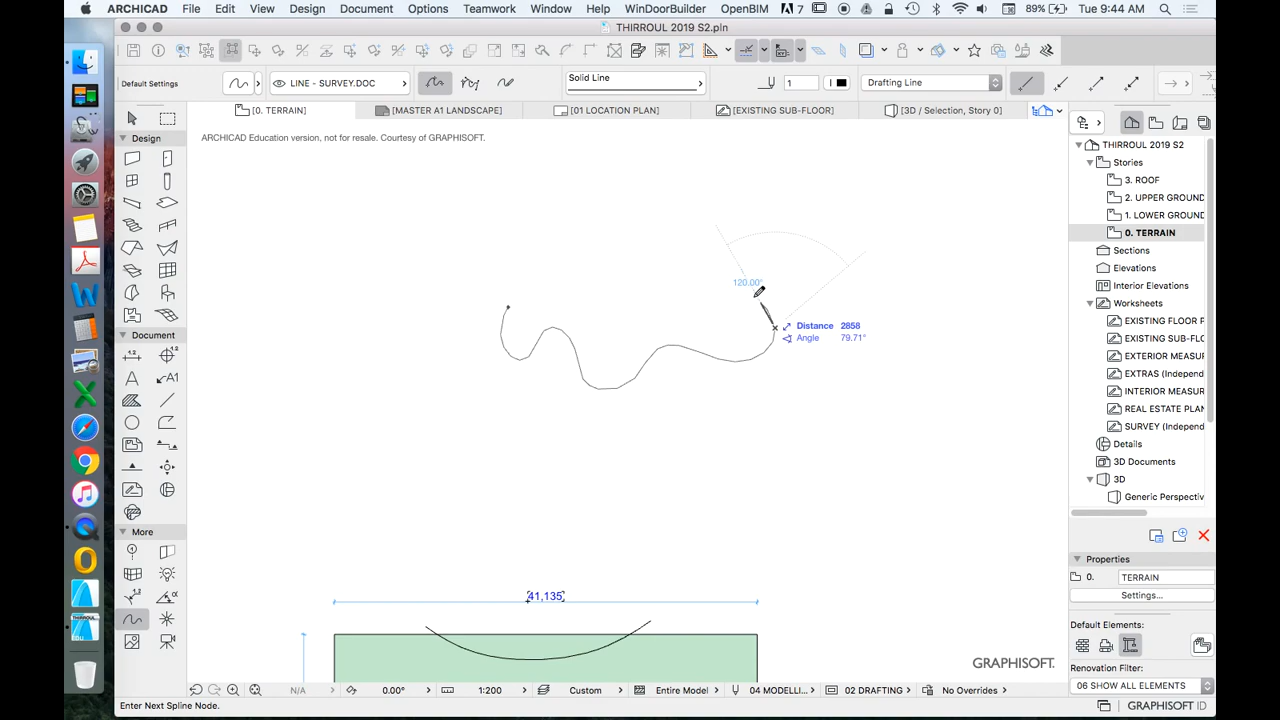 ARCHICAD File Edit View Design Document Options Teamwork Window WinDoorBuilder OpenBIM 7 89% Tue 9:44 AM
THIRROUL 2019 S2.pln
Default Settings
LINE - SURVEY.DOC
Solid Line
1
Drafting Line
[0. TERRAIN]
[MASTER A1 LANDSCAPE]
[01 LOCATION PLAN]
[EXISTING SUB-FLOOR]
[3D / Selection, Story 0]
ARCHICAD Education version, not for resale. Courtesy of GRAPHISOFT.
Design
Document
More
120.00°
Distance 2858
Angle 79.71°
41,135
GRAPHISOFT.
THIRROUL 2019 S2
Stories
3. ROOF
2. UPPER GROUND
1. LOWER GROUND
0. TERRAIN
Sections
Elevations
Interior Elevations
Worksheets
EXISTING FLOOR P
EXISTING SUB-FLO
EXTERIOR MEASUR
EXTRAS (Independ
INTERIOR MEASUR
REAL ESTATE PLAN
SURVEY (Independ
Details
3D Documents
3D
Generic Perspectiv
Properties
0. TERRAIN
Settings...
Default Elements:
Renovation Filter:
06 SHOW ALL ELEMENTS
N/A 0.00° 1:200 Custom Entire Model 04 MODELLI... 02 DRAFTING No Overrides
Enter Next Spline Node.
GRAPHISOFT ID